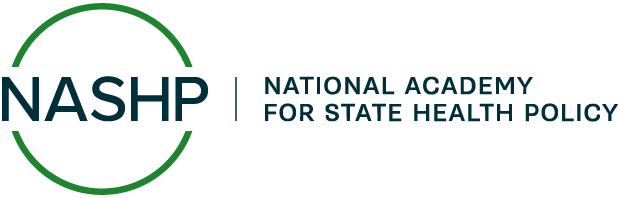 NASHP
NATIONAL ACADEMY
FOR STATE HEALTH POLICY